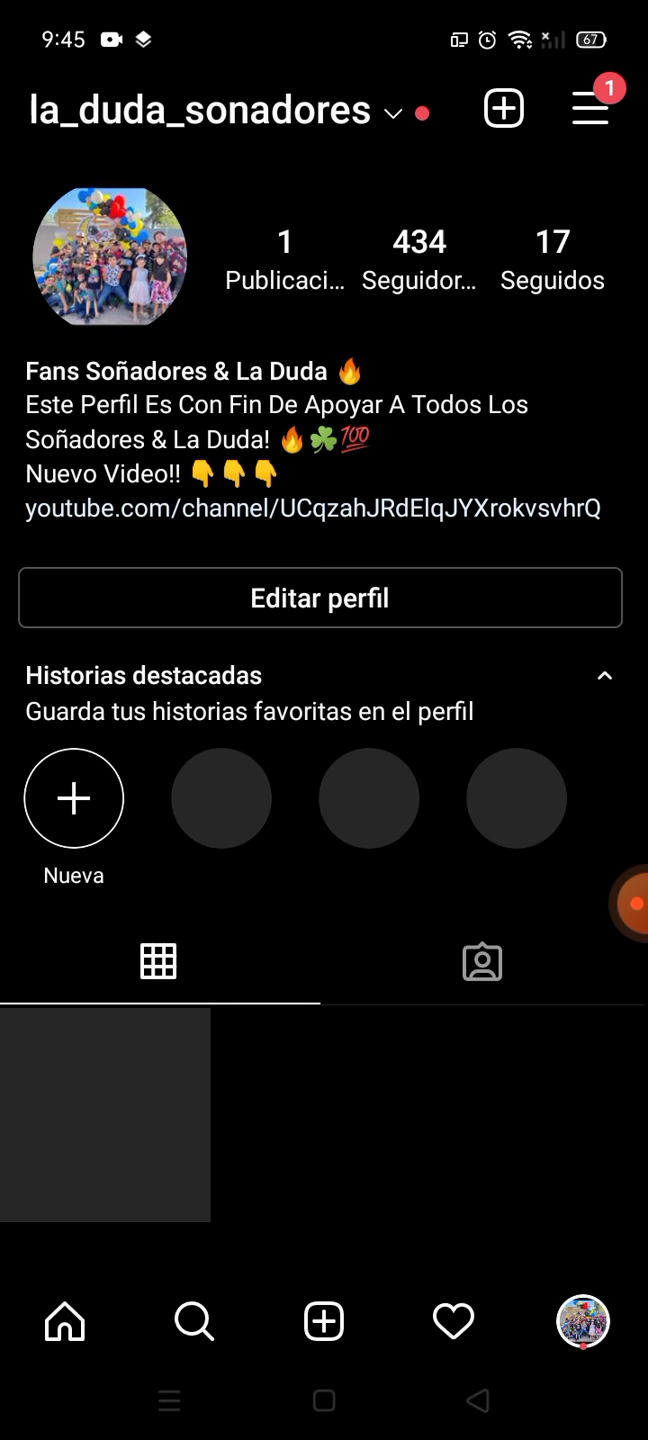 9:45
67
la_duda_sonadores
1
1
434
17
Publicaci...
Seguidor...
Seguidos
Fans Soñadores & La Duda 🔥
Este Perfil Es Con Fin De Apoyar A Todos Los
Soñadores & La Duda! 🔥☘️💯
Nuevo Video!! 👇👇👇
youtube.com/channel/UCqzahJRdElqJYXrokvsvhrQ
Editar perfil
Historias destacadas
Guarda tus historias favoritas en el perfil
Nueva